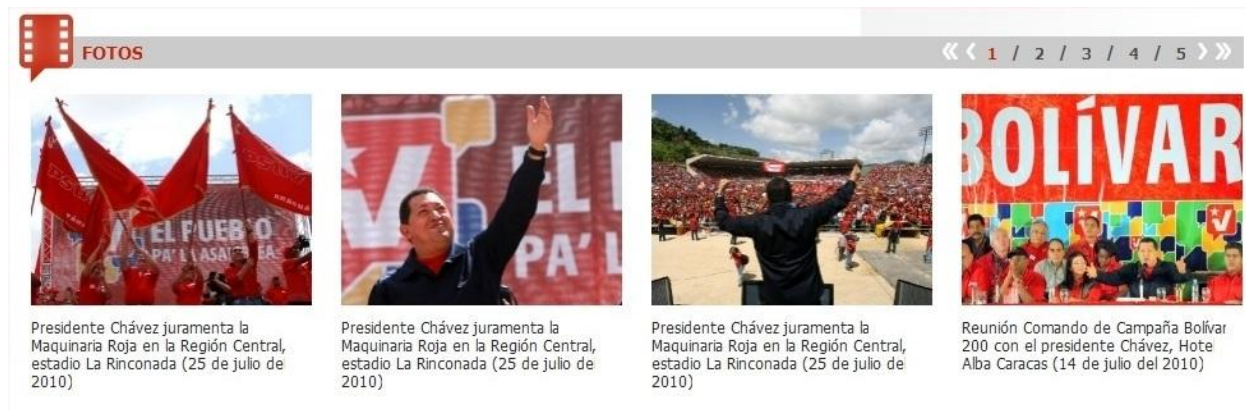 FOTOS
1 / 2 / 3 / 4 / 5
EL PUEBLO
PA' LA ASAMBLEA
EL
PA' L
BOLÍVAR
Presidente Chávez juramenta la
Maquinaria Roja en la Región Central,
estadio La Rinconada (25 de julio de
2010)
Presidente Chávez juramenta la
Maquinaria Roja en la Región Central,
estadio La Rinconada (25 de julio de
2010)
Presidente Chávez juramenta la
Maquinaria Roja en la Región Central,
estadio La Rinconada (25 de julio de
2010)
Reunión Comando de Campaña Bolívar
200 con el presidente Chávez, Hotel
Alba Caracas (14 de julio del 2010)